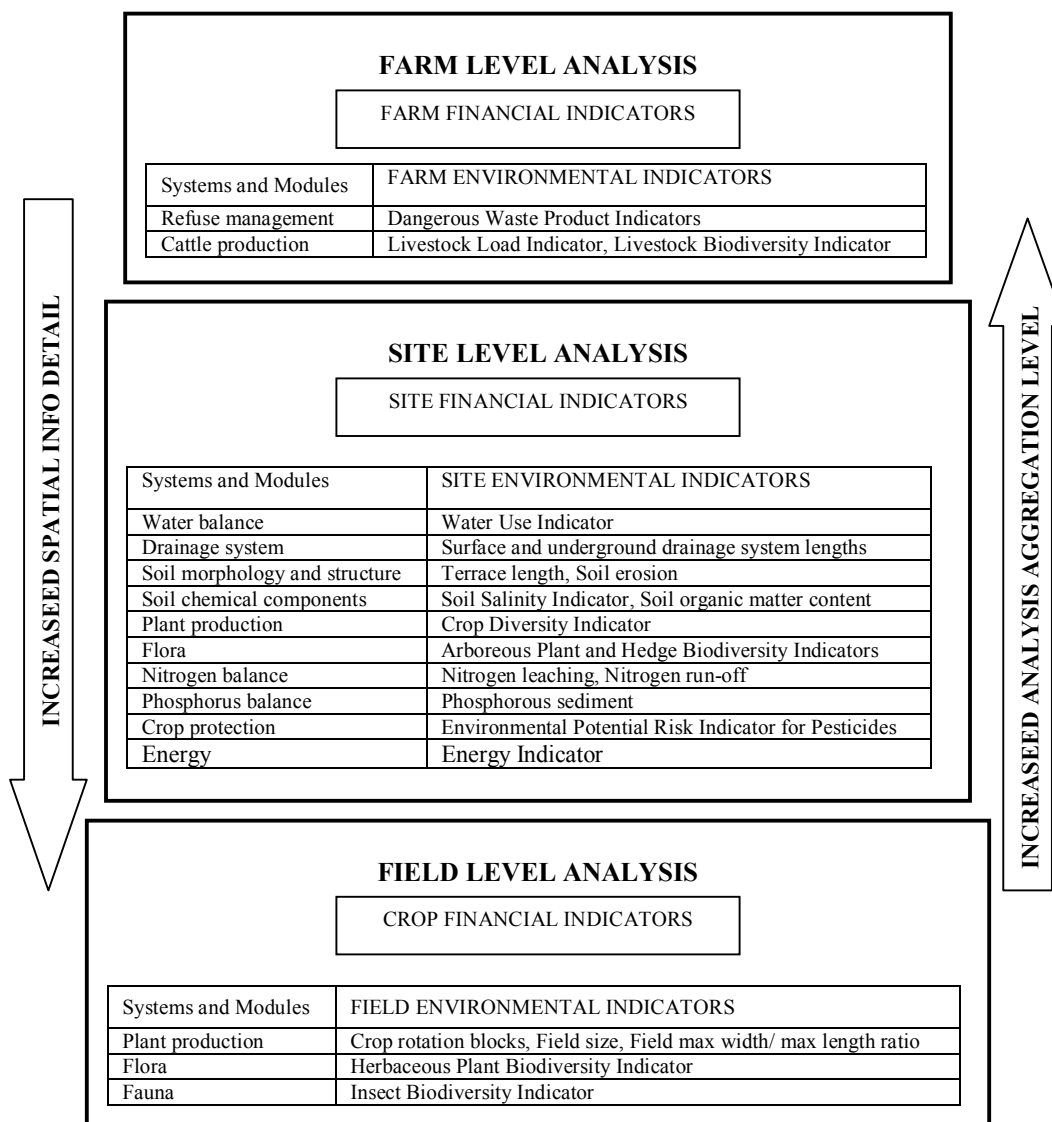 FARM LEVEL ANALYSIS
FARM FINANCIAL INDICATORS
Systems and Modules FARM ENVIRONMENTAL INDICATORS
Refuse management Dangerous Waste Product Indicators
Cattle production Livestock Load Indicator, Livestock Biodiversity Indicator
INCREASEED SPATIAL INFO DETAIL
SITE LEVEL ANALYSIS
SITE FINANCIAL INDICATORS
Systems and Modules SITE ENVIRONMENTAL INDICATORS
Water balance Water Use Indicator
Drainage system Surface and underground drainage system lengths
Soil morphology and structure Terrace length, Soil erosion
Soil chemical components Soil Salinity Indicator, Soil organic matter content
Plant production Crop Diversity Indicator
Flora Arboreous Plant and Hedge Biodiversity Indicators
Nitrogen balance Nitrogen leaching, Nitrogen run-off
Phosphorus balance Phosphorous sediment
Crop protection Environmental Potential Risk Indicator for Pesticides
Energy Energy Indicator
INCREASEED ANALYSIS AGGREGATION LEVEL
FIELD LEVEL ANALYSIS
CROP FINANCIAL INDICATORS
Systems and Modules FIELD ENVIRONMENTAL INDICATORS
Plant production Crop rotation blocks, Field size, Field max width/ max length ratio
Flora Herbaceous Plant Biodiversity Indicator
Fauna Insect Biodiversity Indicator